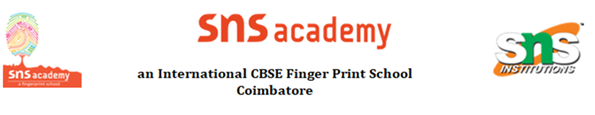 sns academy
an International CBSE Finger Print School
Coimbatore
sns academy
a fingerprint school
SNS
INSTITUTIONS